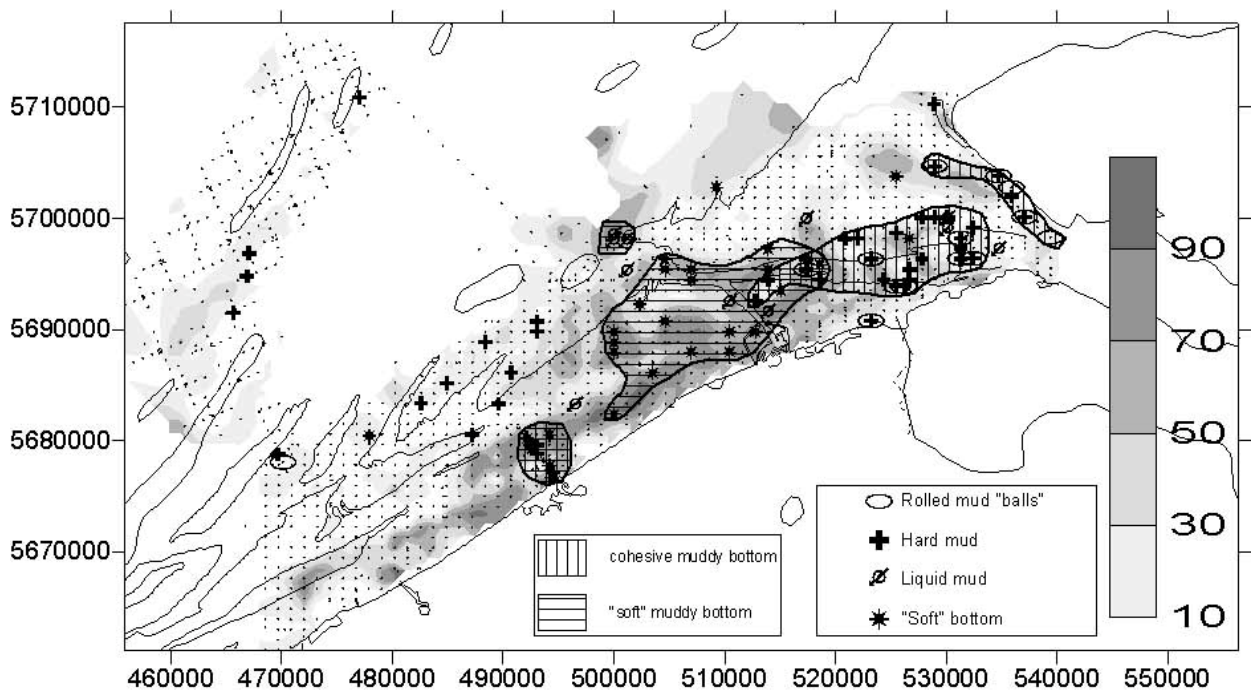 5710000
5700000
5690000
5680000
5670000
90
70
50
30
10
Rolled mud "balls"
Hard mud
Liquid mud
"Soft" bottom
cohesive muddy bottom
"soft" muddy bottom
460000 470000 480000 490000 500000 510000 520000 530000 540000 550000